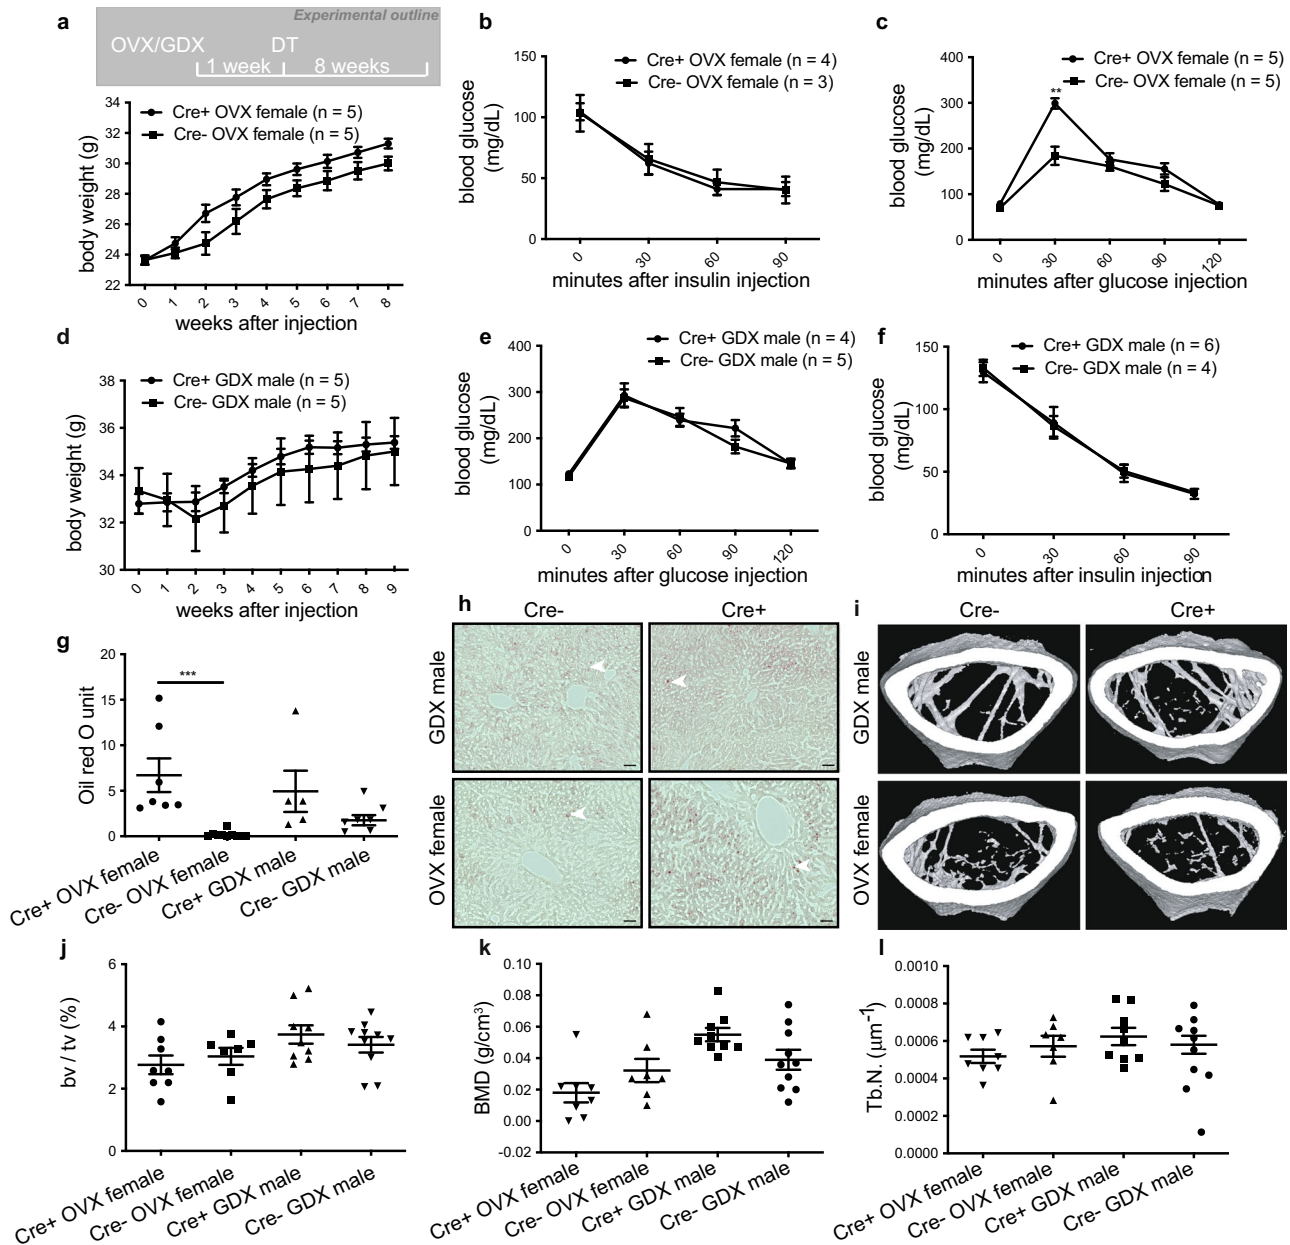 a
Experimental outline
OVX/GDX
DT
1 week
8 weeks
Cre+ OVX female (n = 5)
Cre- OVX female (n = 5)
body weight (g)
34
32
30
28
26
24
22
0 1 2 3 4 5 6 7 8
weeks after injection
b
Cre+ OVX female (n = 4)
Cre- OVX female (n = 3)
blood glucose
(mg/dL)
150
100
50
0
0 30 60 90
minutes after insulin injection
c
Cre+ OVX female (n = 5)
Cre- OVX female (n = 5)
**
blood glucose
(mg/dL)
400
300
200
100
0
0 30 60 90 120
minutes after glucose injection
d
Cre+ GDX male (n = 5)
Cre- GDX male (n = 5)
body weight (g)
38
36
34
32
30
0 1 2 3 4 5 6 7 8 9
weeks after injection
e
Cre+ GDX male (n = 4)
Cre- GDX male (n = 5)
blood glucose
(mg/dL)
400
300
200
100
0
0 30 60 90 120
minutes after glucose injection
f
Cre+ GDX male (n = 6)
Cre- GDX male (n = 4)
blood glucose
(mg/dL)
150
100
50
0
0 30 60 90
minutes after insulin injection
g
***
Oil red O unit
20
15
10
5
0
Cre+ OVX female
Cre- OVX female
Cre+ GDX male
Cre- GDX male
h
Cre-
Cre+
GDX male
OVX female
i
Cre-
Cre+
GDX male
OVX female
j
bv / tv (%)
6
4
2
0
Cre+ OVX female
Cre- OVX female
Cre+ GDX male
Cre- GDX male
k
BMD (g/cm³)
0.10
0.08
0.06
0.04
0.02
0.00
-0.02
Cre+ OVX female
Cre- OVX female
Cre+ GDX male
Cre- GDX male
l
Tb.N. (µm⁻¹)
0.0010
0.0008
0.0006
0.0004
0.0002
0.0000
Cre+ OVX female
Cre- OVX female
Cre+ GDX male
Cre- GDX male